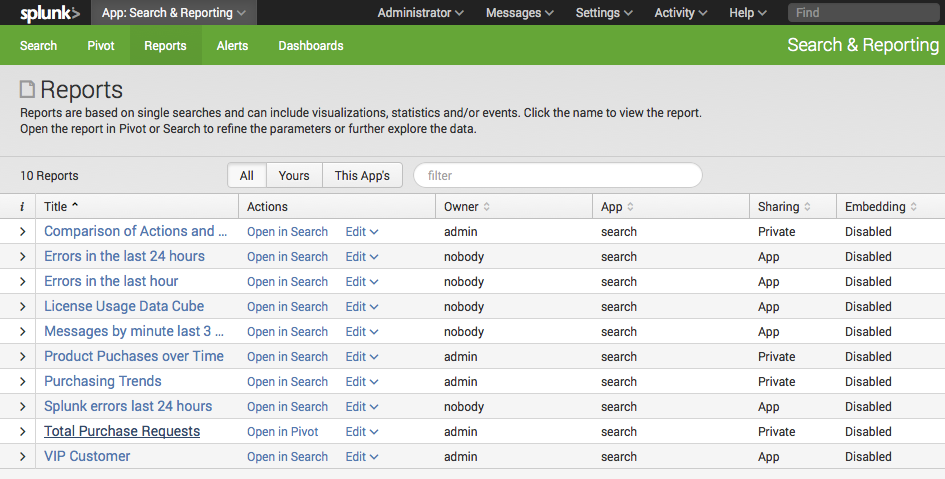 splunk> App: Search & Reporting Administrator Messages Settings Activity Help Find
Search Pivot Reports Alerts Dashboards Search & Reporting
Reports
Reports are based on single searches and can include visualizations, statistics and/or events. Click the name to view the report.
Open the report in Pivot or Search to refine the parameters or further explore the data.
10 Reports All Yours This App's filter
i Title Actions Owner App Sharing Embedding
Comparison of Actions and ... Open in Search Edit admin search Private Disabled
Errors in the last 24 hours Open in Search Edit nobody search App Disabled
Errors in the last hour Open in Search Edit nobody search App Disabled
License Usage Data Cube Open in Search Edit nobody search App Disabled
Messages by minute last 3 ... Open in Search Edit nobody search App Disabled
Product Puchases over Time Open in Search Edit admin search Private Disabled
Purchasing Trends Open in Search Edit admin search Private Disabled
Splunk errors last 24 hours Open in Search Edit nobody search App Disabled
Total Purchase Requests Open in Pivot Edit admin search Private Disabled
VIP Customer Open in Search Edit admin search App Disabled